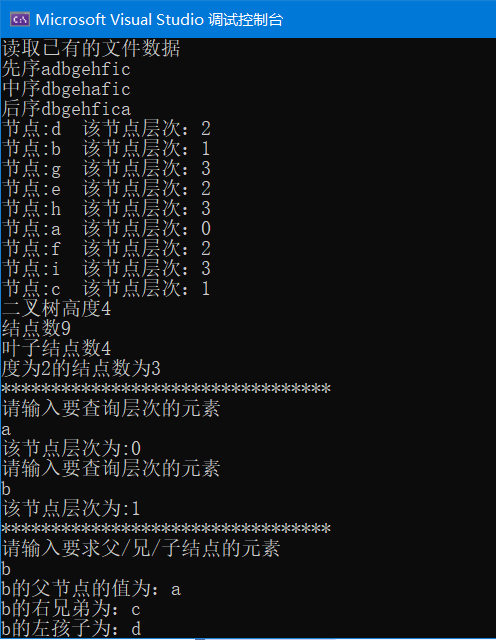 Microsoft Visual Studio 调试控制台
读取已有的文件数据
先序adbgehfic
中序dbgehafic
后序dbgehfica
节点:d  该节点层次：2
节点:b  该节点层次：1
节点:g  该节点层次：3
节点:e  该节点层次：2
节点:h  该节点层次：3
节点:a  该节点层次：0
节点:f  该节点层次：2
节点:i  该节点层次：3
节点:c  该节点层次：1
二叉树高度4
结点数9
叶子结点数4
度为2的结点数为3
*********************************
请输入要查询层次的元素
a
该节点层次为:0
请输入要查询层次的元素
b
该节点层次为:1
*********************************
请输入要求父/兄/子结点的元素
b
b的父节点的值为：a
b的右兄弟为：c
b的左孩子为：d